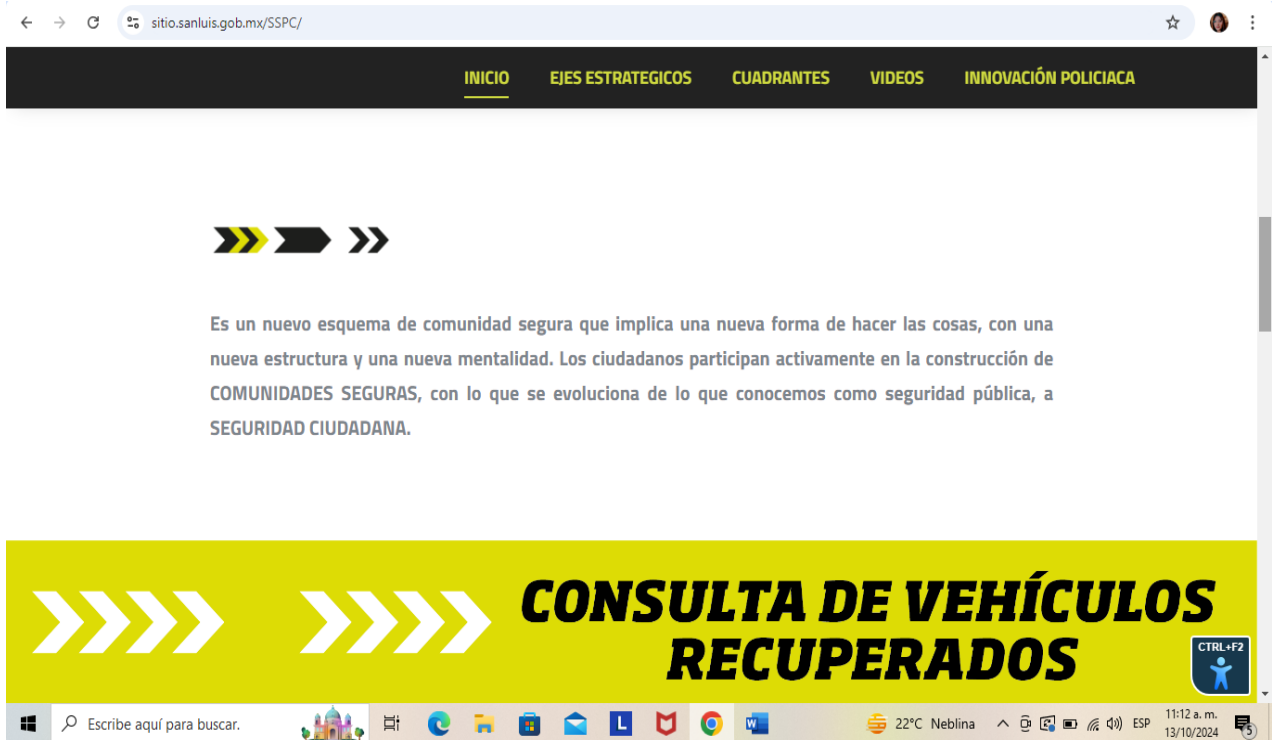 sitio.sanluis.gob.mx/SSPC/
INICIO EJES ESTRATEGICOS CUADRANTES VIDEOS INNOVACIÓN POLICIACA
Es un nuevo esquema de comunidad segura que implica una nueva forma de hacer las cosas, con una
nueva estructura y una nueva mentalidad. Los ciudadanos participan activamente en la construcción de
COMUNIDADES SEGURAS, con lo que se evoluciona de lo que conocemos como seguridad pública, a
SEGURIDAD CIUDADANA.
CONSULTA DE VEHÍCULOS
RECUPERADOS
CTRL+F2
Escribe aquí para buscar.
L
W
22°C Neblina
ESP
11:12 a. m.
13/10/2024
5